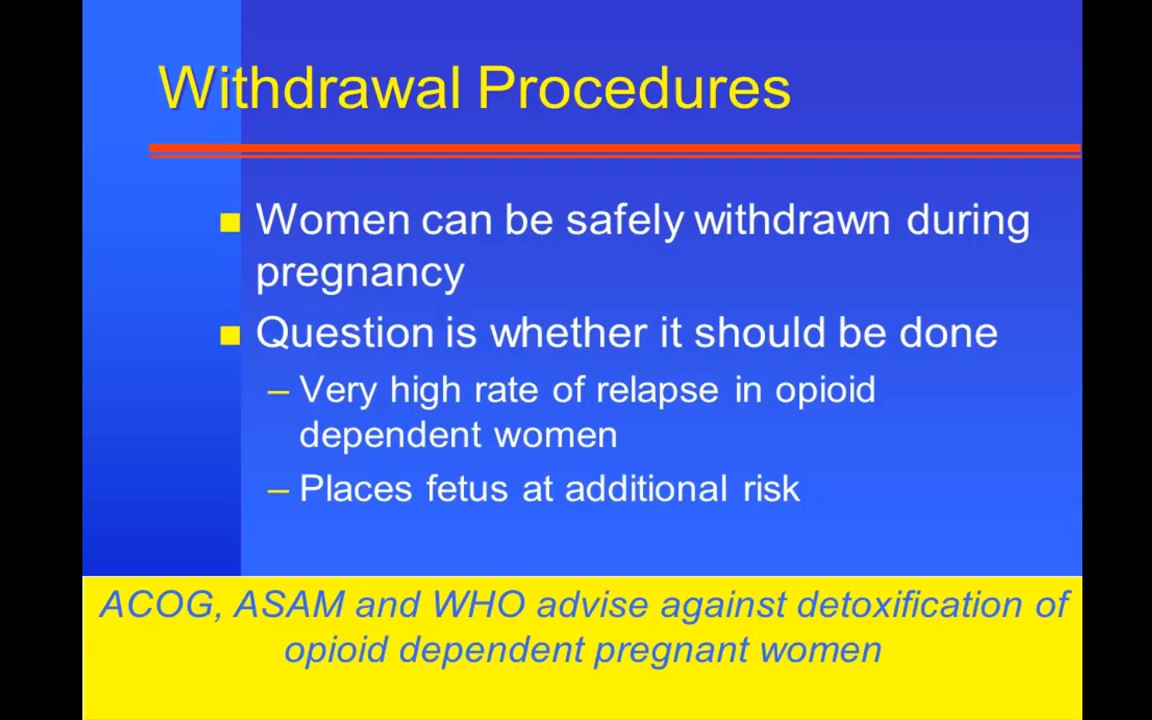 Withdrawal Procedures
Women can be safely withdrawn during
pregnancy
Question is whether it should be done
– Very high rate of relapse in opioid
dependent women
– Places fetus at additional risk
ACOG, ASAM and WHO advise against detoxification of
opioid dependent pregnant women